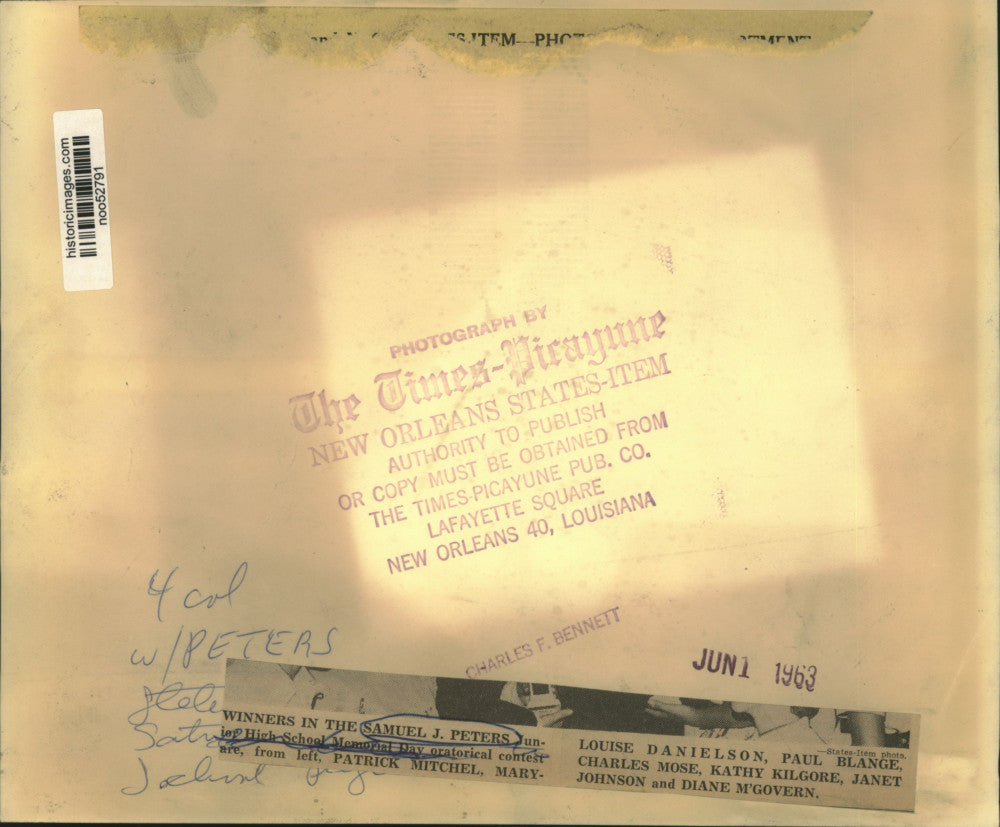 S ITEM—PHO
historicimages.com
noo52791
PHOTOGRAPH BY
The Times-Picayune
NEW ORLEANS STATES-ITEM
AUTHORITY TO PUBLISH
OR COPY MUST BE OBTAINED FROM
THE TIMES-PICAYUNE PUB. CO.
LAFAYETTE SQUARE
NEW ORLEANS 40, LOUISIANA
4 col
w/PETERS
CHARLES F. BENNETT
JUN 1 1963
—States-Item photo.
WINNERS IN THE SAMUEL J. PETERS Jun-
ior High School Memorial Day oratorical contest
are, from left, PATRICK MITCHEL, MARY-
LOUISE DANIELSON, PAUL BLANGE,
CHARLES MOSE, KATHY KILGORE, JANET
JOHNSON and DIANE M'GOVERN.